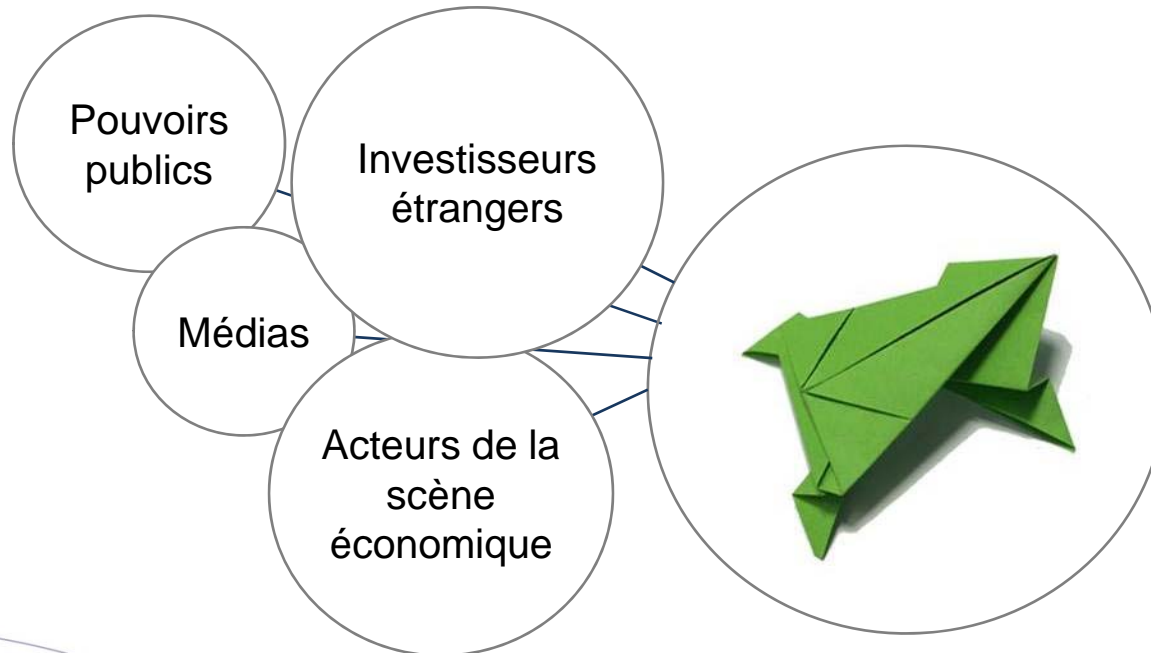 Pouvoirs
publics
Investisseurs
étrangers
Médias
Acteurs de la
scène
économique